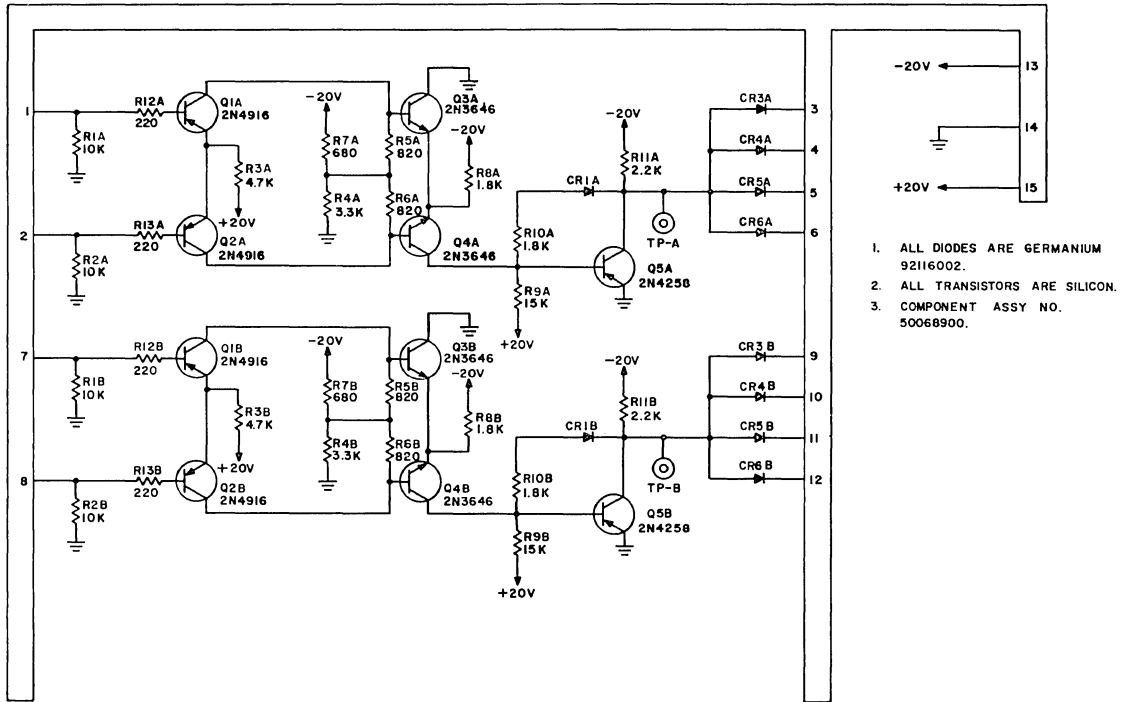 1
R12A
220
R1A
10K
Q1A
2N4916
R3A
4.7K
+20V
-20V
R7A
680
R5A
820
Q3A
2N3646
-20V
R8A
1.8K
R4A
3.3K
R6A
820
2
R13A
220
R2A
10K
Q2A
2N4916
Q4A
2N3646
R10A
1.8K
R9A
15K
+20V
CR1A
-20V
R11A
2.2K
TP-A
Q5A
2N4258
CR3A
3
CR4A
4
CR5A
5
CR6A
6
7
R12B
220
R1B
10K
Q1B
2N4916
R3B
4.7K
+20V
-20V
R7B
680
R5B
820
Q3B
2N3646
-20V
R8B
1.8K
R4B
3.3K
R6B
820
8
R13B
220
R2B
10K
Q2B
2N4916
Q4B
2N3646
R10B
1.8K
R9B
15K
+20V
CR1B
-20V
R11B
2.2K
TP-B
Q5B
2N4258
CR3B
9
CR4B
10
CR5B
11
CR6B
12
-20V
13
14
+20V
15
1. ALL DIODES ARE GERMANIUM
92116002.
2. ALL TRANSISTORS ARE SILICON.
3. COMPONENT ASSY NO.
50068900.